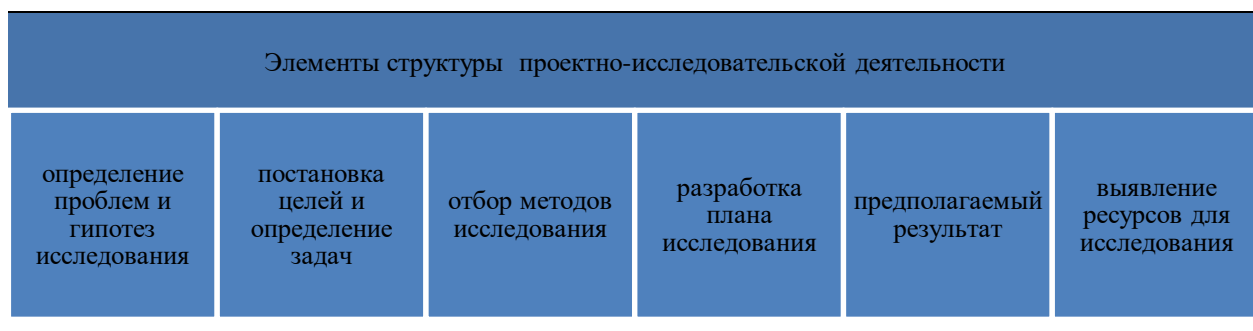 Элементы структуры проектно-исследовательской деятельности
определение
проблем и
гипотез
исследования
постановка
целей и
определение
задач
отбор методов
исследования
разработка
плана
исследования
предполагаемый
результат
выявление
ресурсов для
исследования